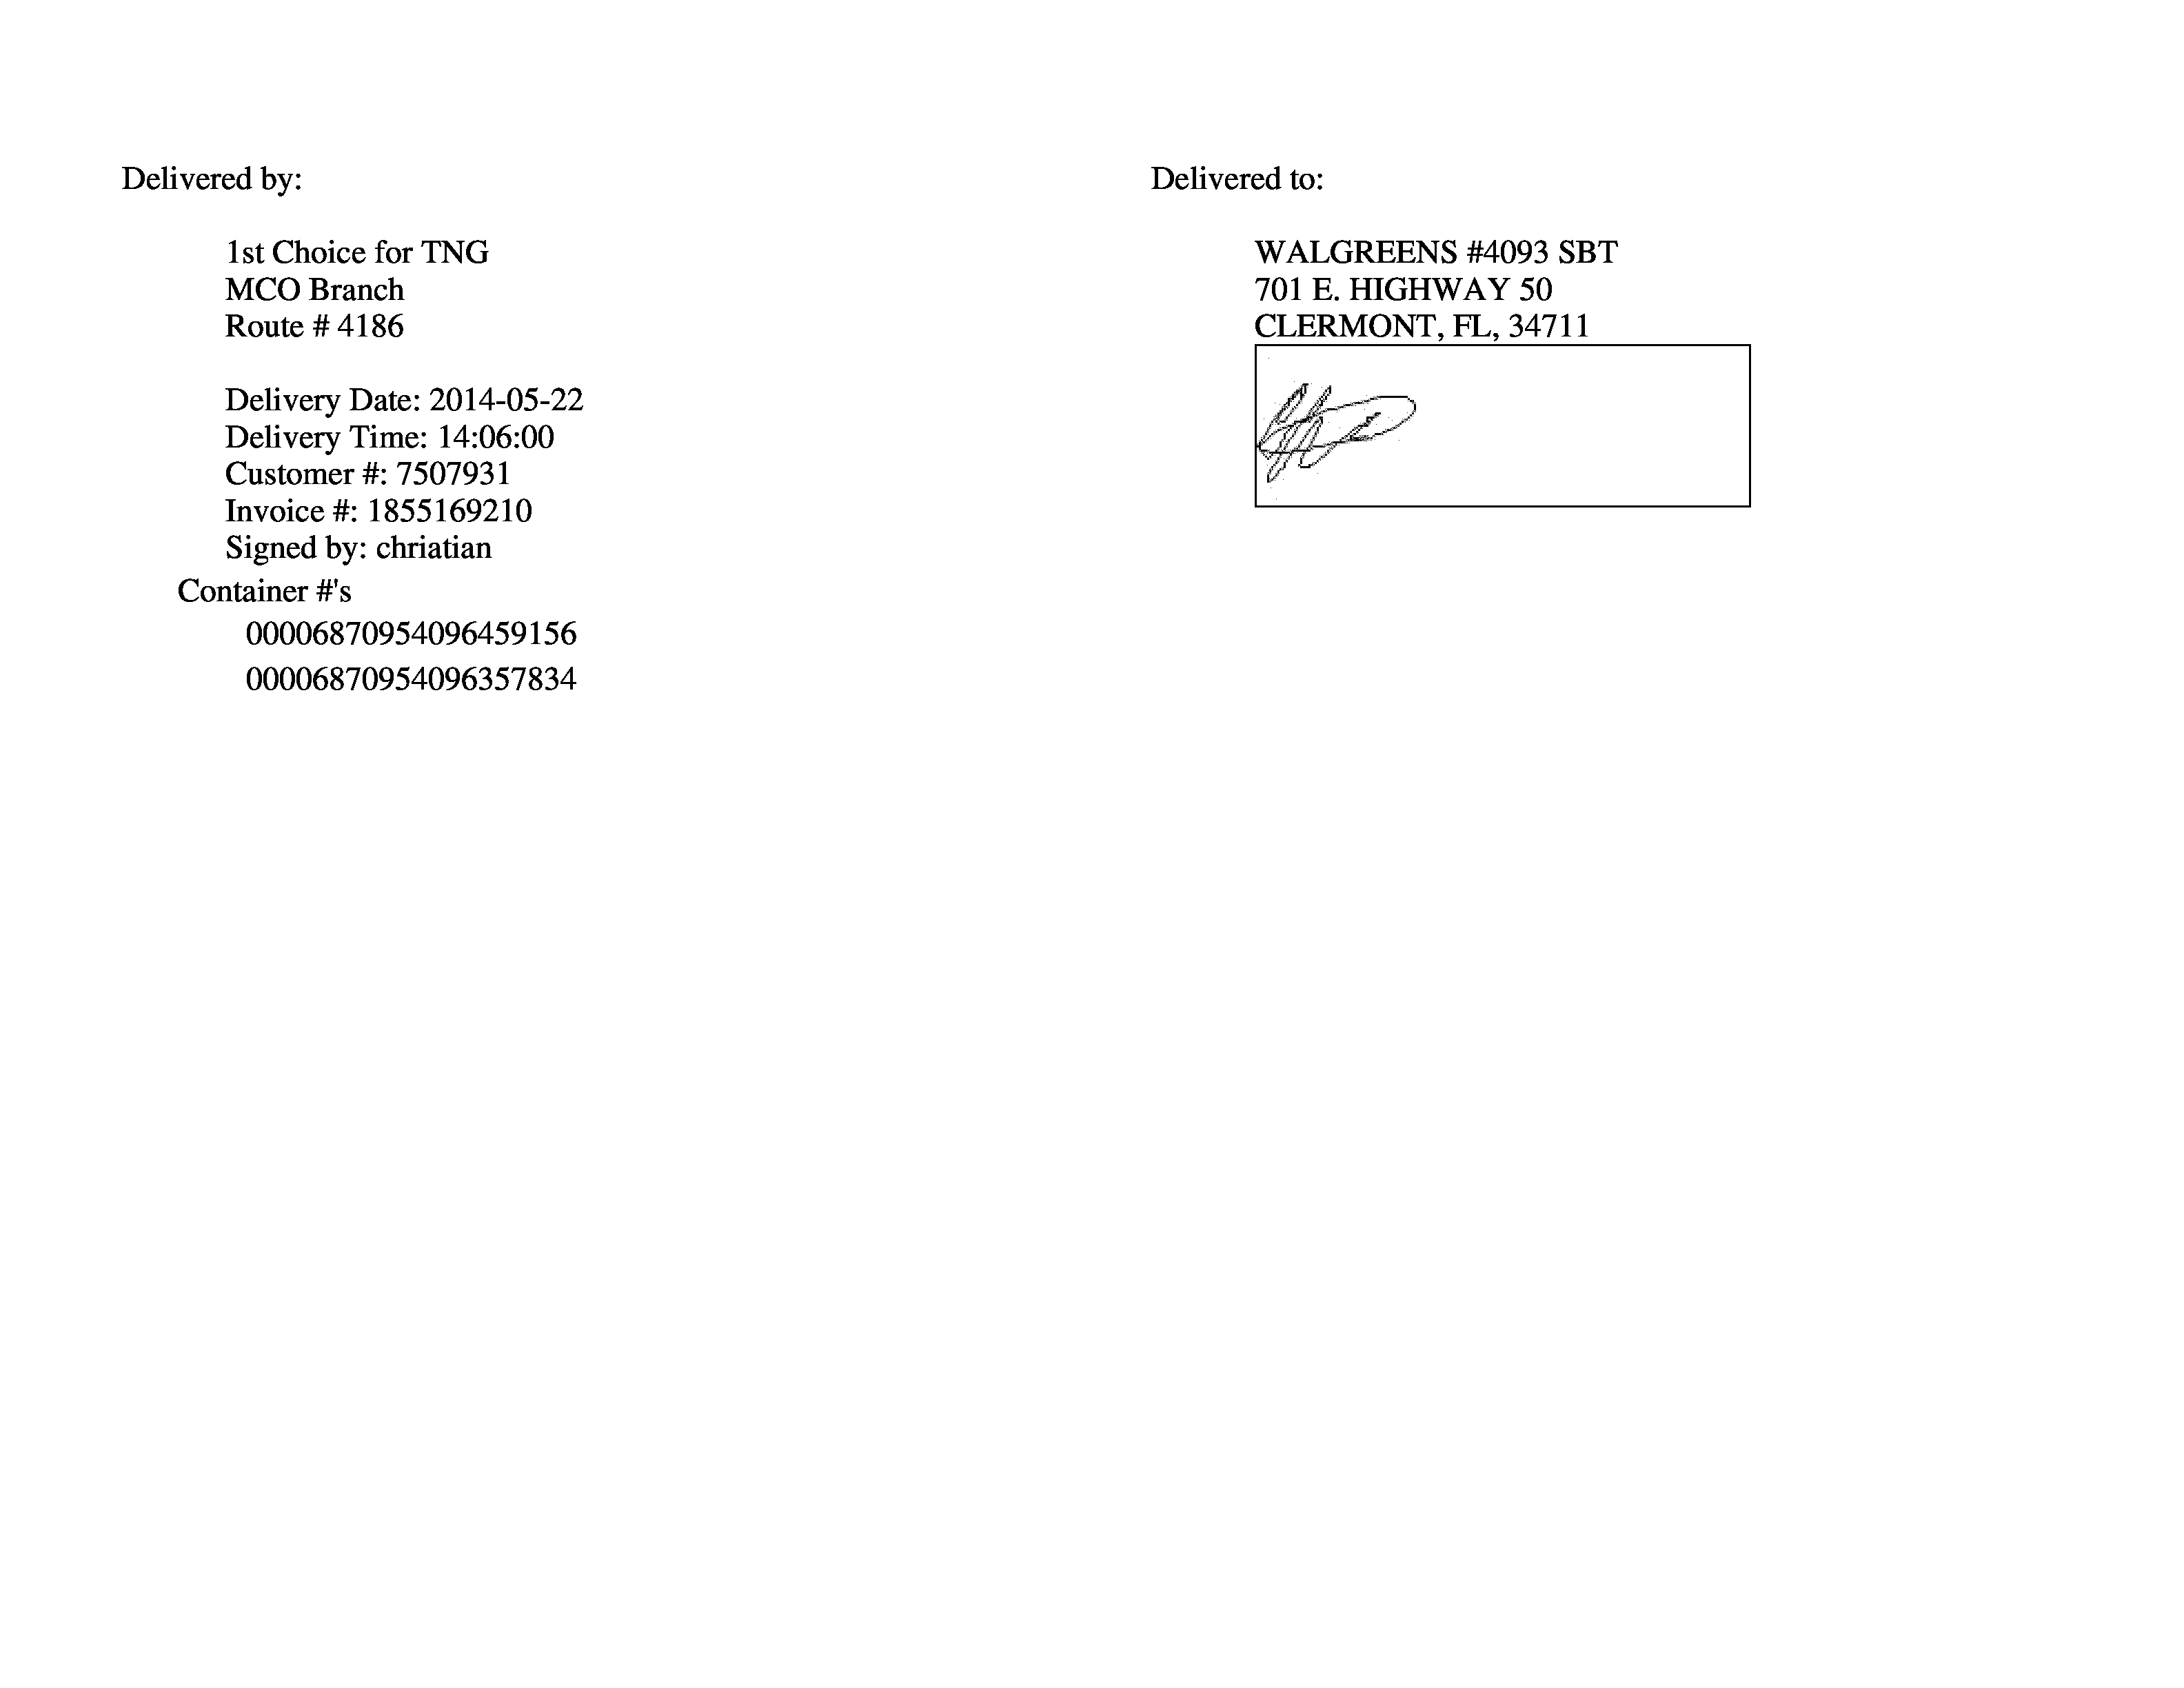 Delivered by:
1st Choice for TNG
MCO Branch
Route # 4186
Delivery Date: 2014-05-22
Delivery Time: 14:06:00
Customer #: 7507931
Invoice #: 1855169210
Signed by: chriatian
Container #'s
00006870954096459156
00006870954096357834
Delivered to:
WALGREENS #4093 SBT
701 E. HIGHWAY 50
CLERMONT, FL, 34711